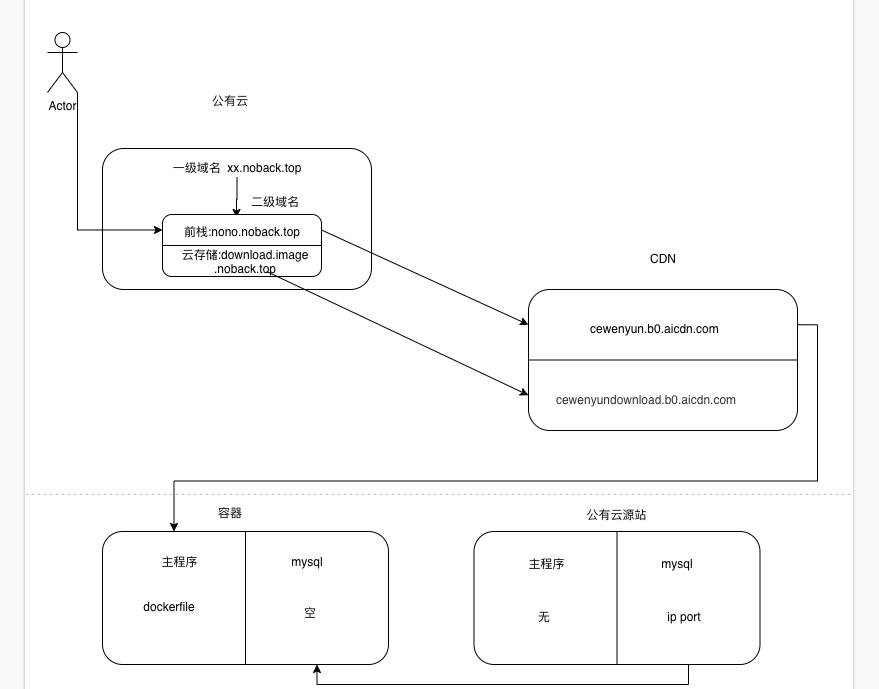 Actor
公有云
一级域名 xx.noback.top
二级域名
前栈:nono.noback.top
云存储:download.image
.noback.top
CDN
cewenyun.b0.aicdn.com
cewenyundownload.b0.aicdn.com
容器
公有云源站
主程序
mysql
dockerfile
空
主程序
mysql
无
ip port